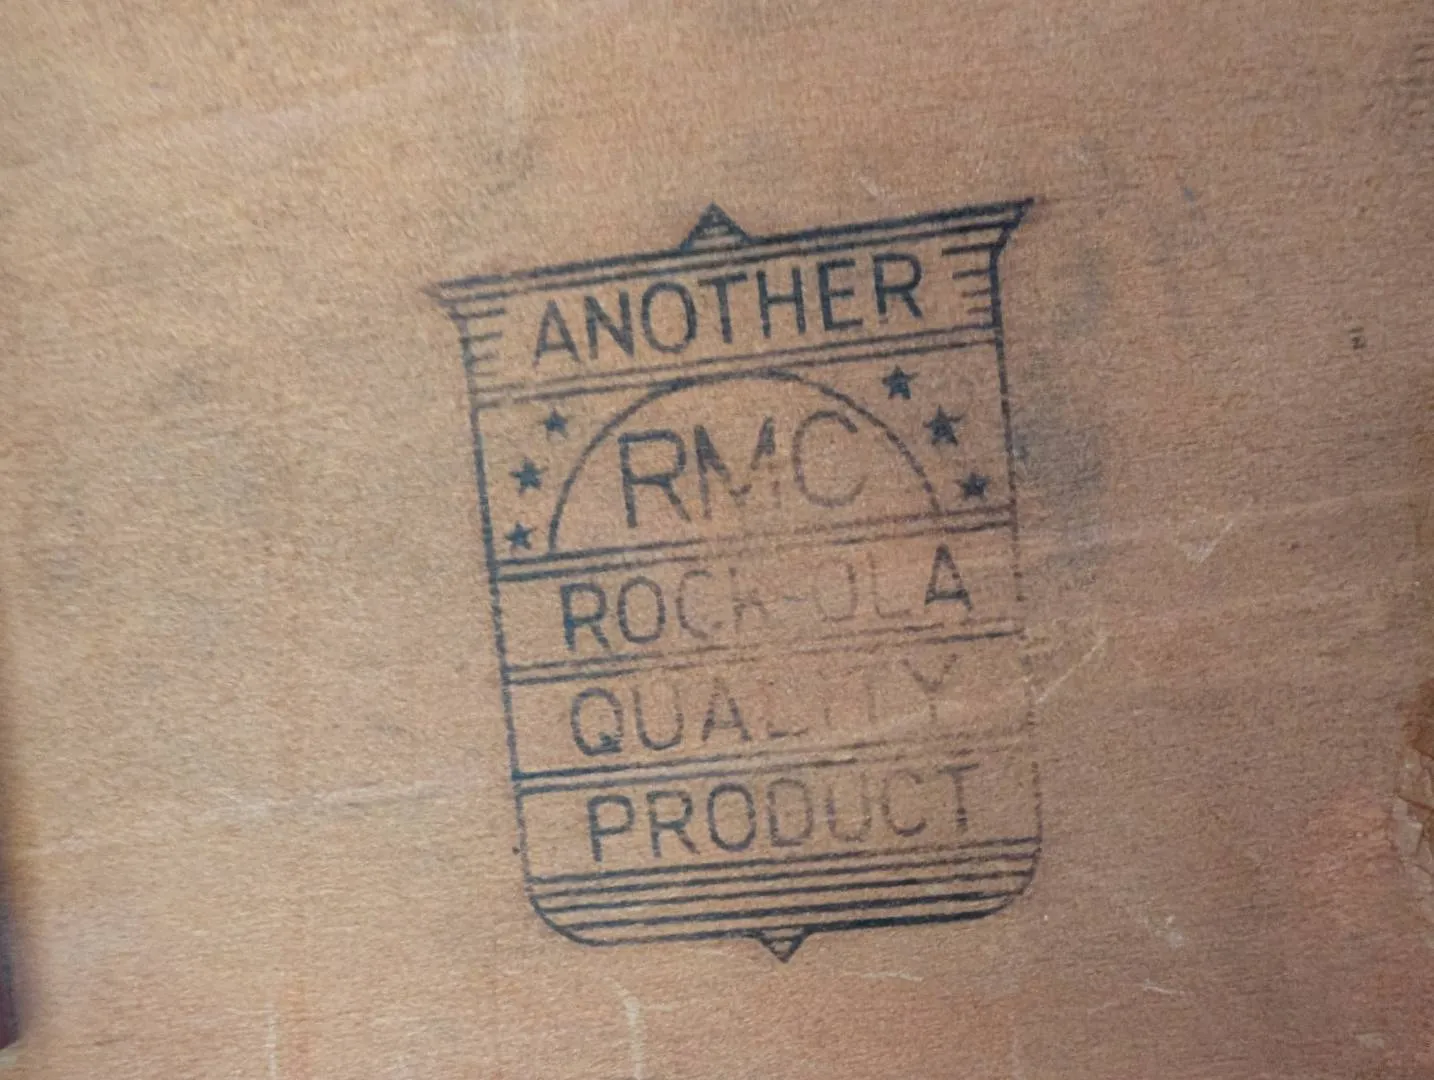 ANOTHER
RMC
ROCK-OLA
QUALITY
PRODUCT